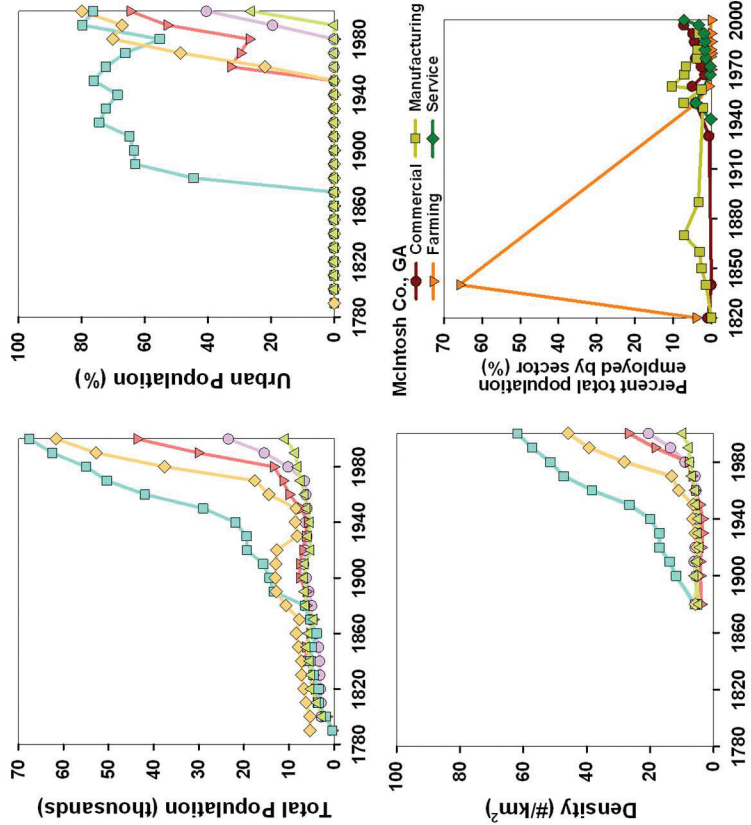 Total Population (thousands)
70
60
50
40
30
20
10
0
1780 1820 1860 1900 1940 1980
Urban Population (%)
100
80
60
40
20
0
1780 1820 1860 1900 1940 1980
Density (#/km²)
100
80
60
40
20
0
1780 1820 1860 1900 1940 1980
McIntosh Co., GA
Commercial Manufacturing
Farming Service
Percent total population
employed by sector (%)
70
60
50
40
30
20
10
0
1820 1850 1880 1910 1940 1970 2000